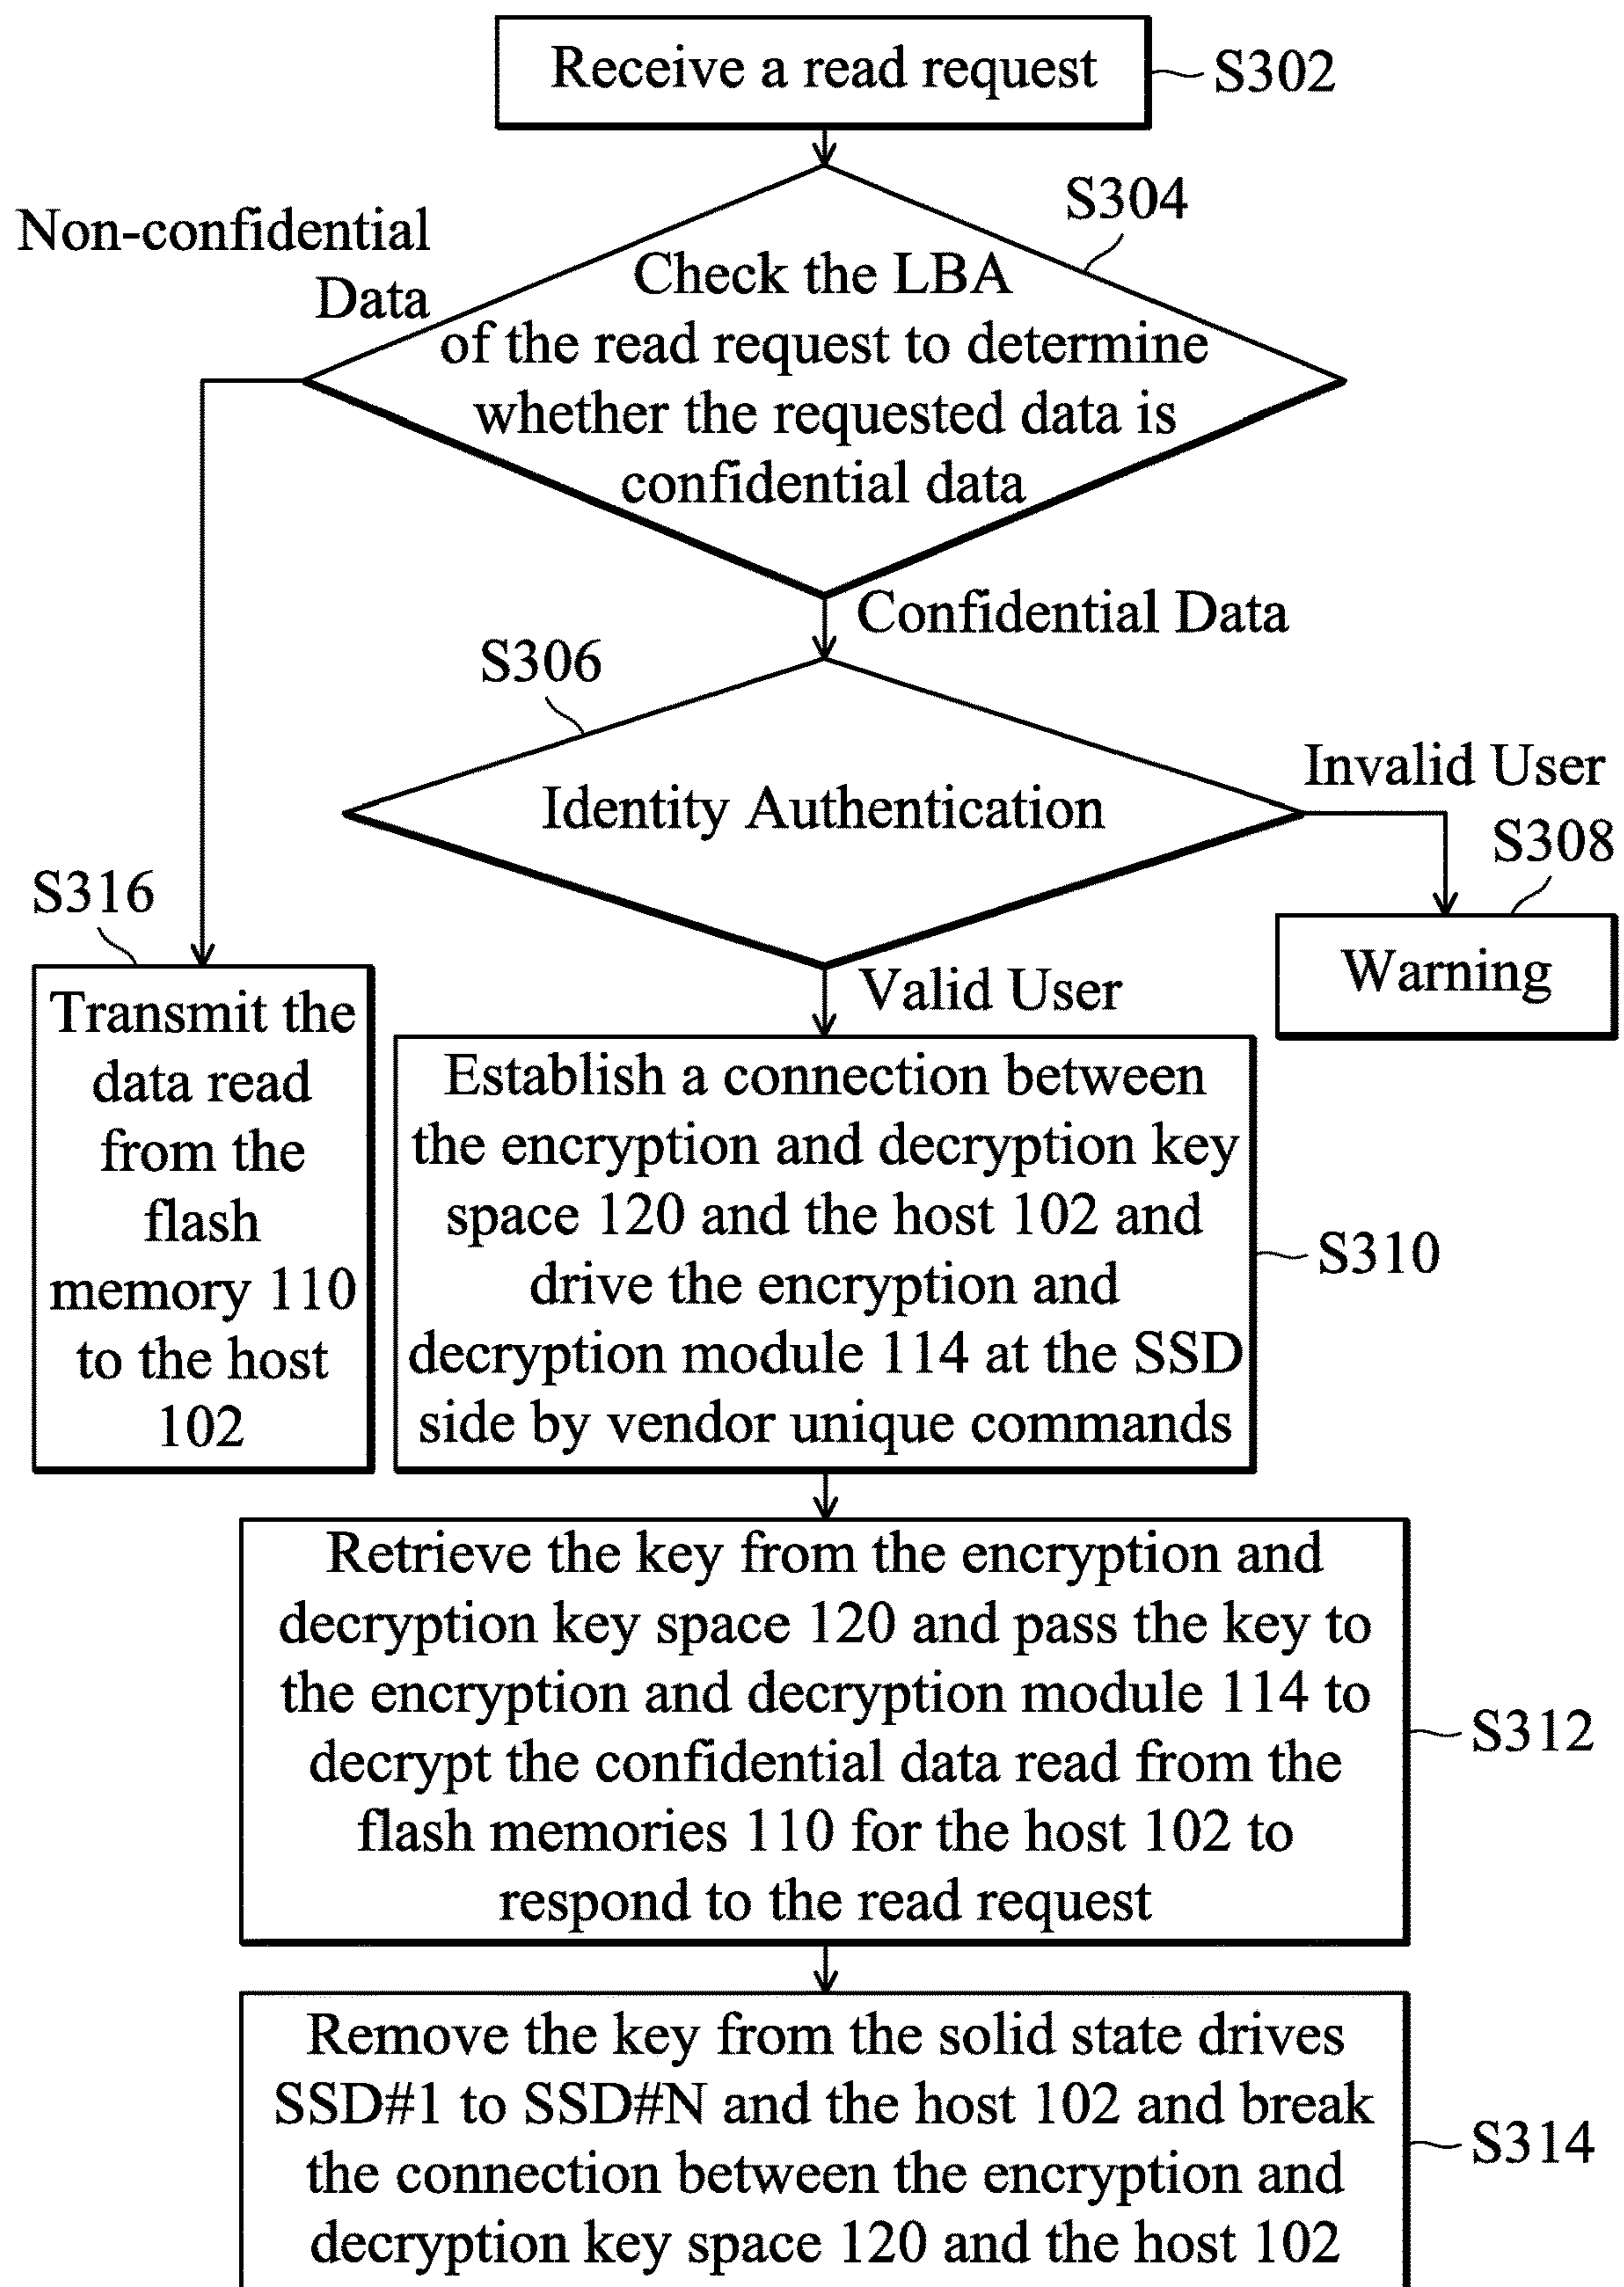 Receive a read request
S302
S304
Non-confidential
Data
Check the LBA
of the read request to determine
whether the requested data is
confidential data
Confidential Data
S306
Identity Authentication
Invalid User
S308
Warning
S316
Transmit the
data read
from the
flash
memory 110
to the host
102
Valid User
Establish a connection between
the encryption and decryption key
space 120 and the host 102 and
drive the encryption and
decryption module 114 at the SSD
side by vendor unique commands
S310
Retrieve the key from the encryption and
decryption key space 120 and pass the key to
the encryption and decryption module 114 to
decrypt the confidential data read from the
flash memories 110 for the host 102 to
respond to the read request
S312
Remove the key from the solid state drives
SSD#1 to SSD#N and the host 102 and break
the connection between the encryption and
decryption key space 120 and the host 102
S314